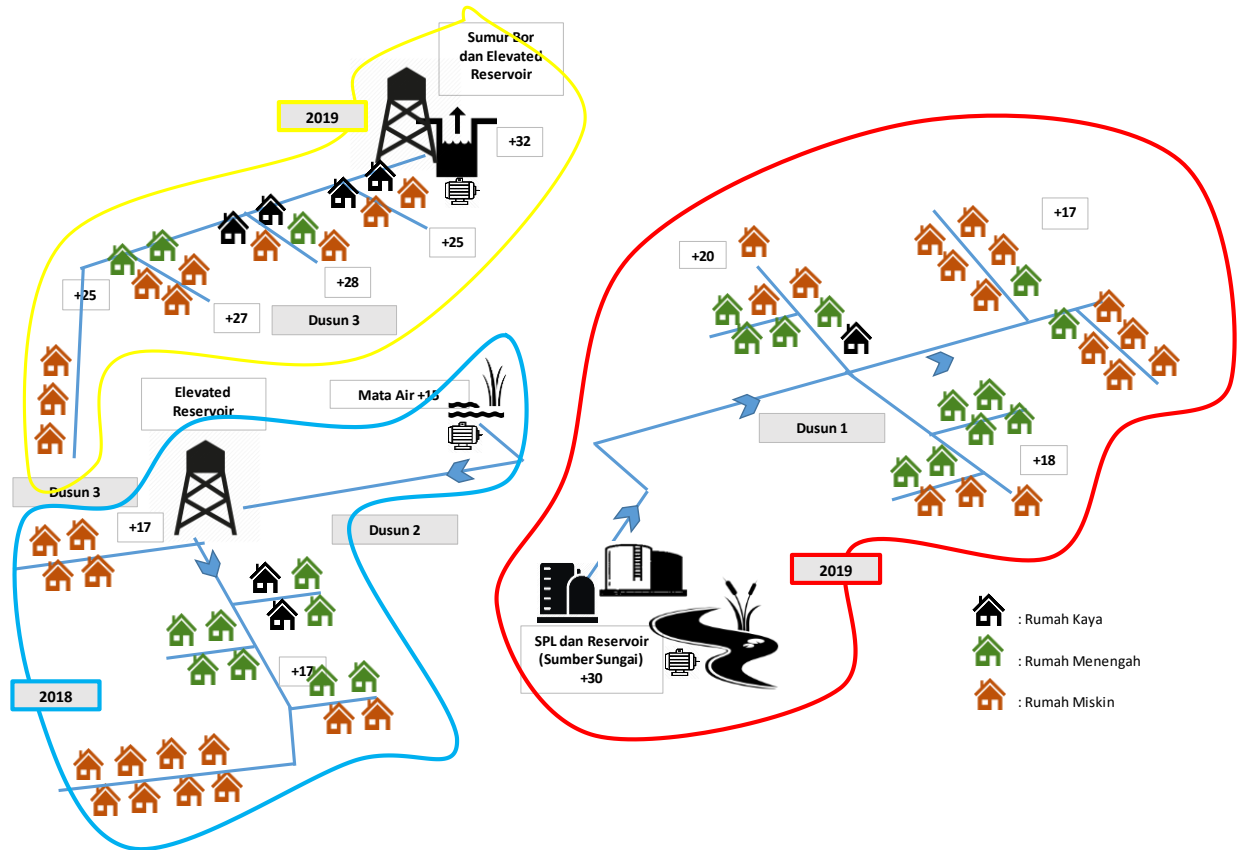 Sumur Bor
dan Elevated
Reservoir
2019
+32
+25
+28
+27
+25
Dusun 3
Elevated
Reservoir
Mata Air +15
Dusun 3
+17
Dusun 2
+17
2018
+20
+17
Dusun 1
+18
2019
SPL dan Reservoir
(Sumber Sungai)
+30
: Rumah Kaya
: Rumah Menengah
: Rumah Miskin